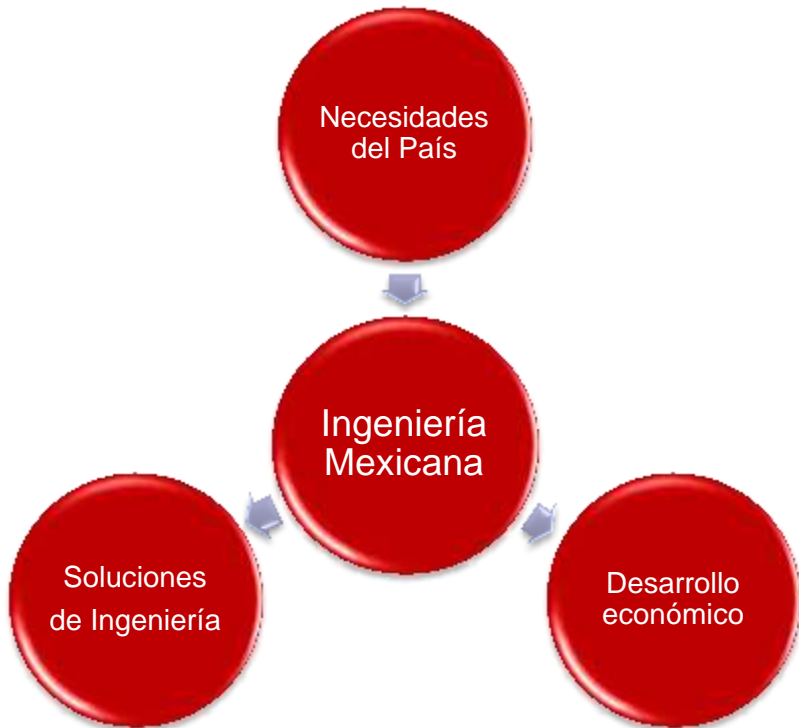 Necesidades
del País
Ingeniería
Mexicana
Soluciones
de Ingeniería
Desarrollo
económico